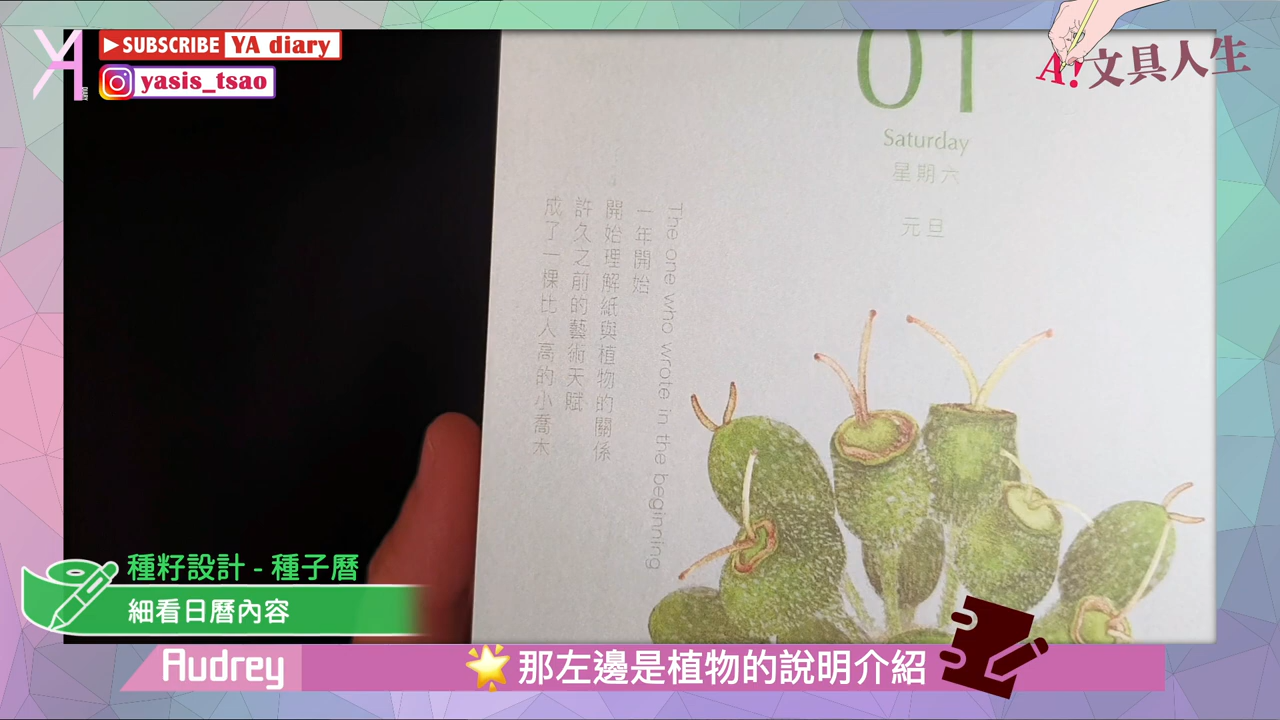 YA
DIARY
SUBSCRIBE YA diary
yasis_tsao
A!文具人生
01
Saturday
星期六
元旦
The one who wrote in the beginning
一年開始
開始理解紙與植物的關係
許久之前的藝術天賦
成了一棵比人高的小喬木
種籽設計 - 種子曆
細看日曆內容
Audrey
🌟那左邊是植物的說明介紹